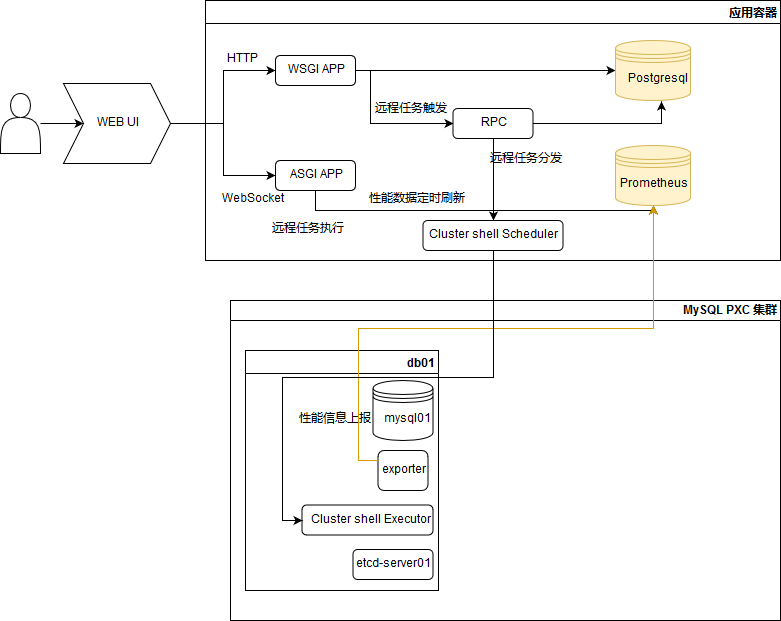 应用容器
HTTP
WSGI APP
Postgresql
远程任务触发
WEB UI
RPC
远程任务分发
ASGI APP
Prometheus
WebSocket
性能数据定时刷新
远程任务执行
Cluster shell Scheduler
MySQL PXC 集群
db01
性能信息上报
mysql01
exporter
Cluster shell Executor
etcd-server01